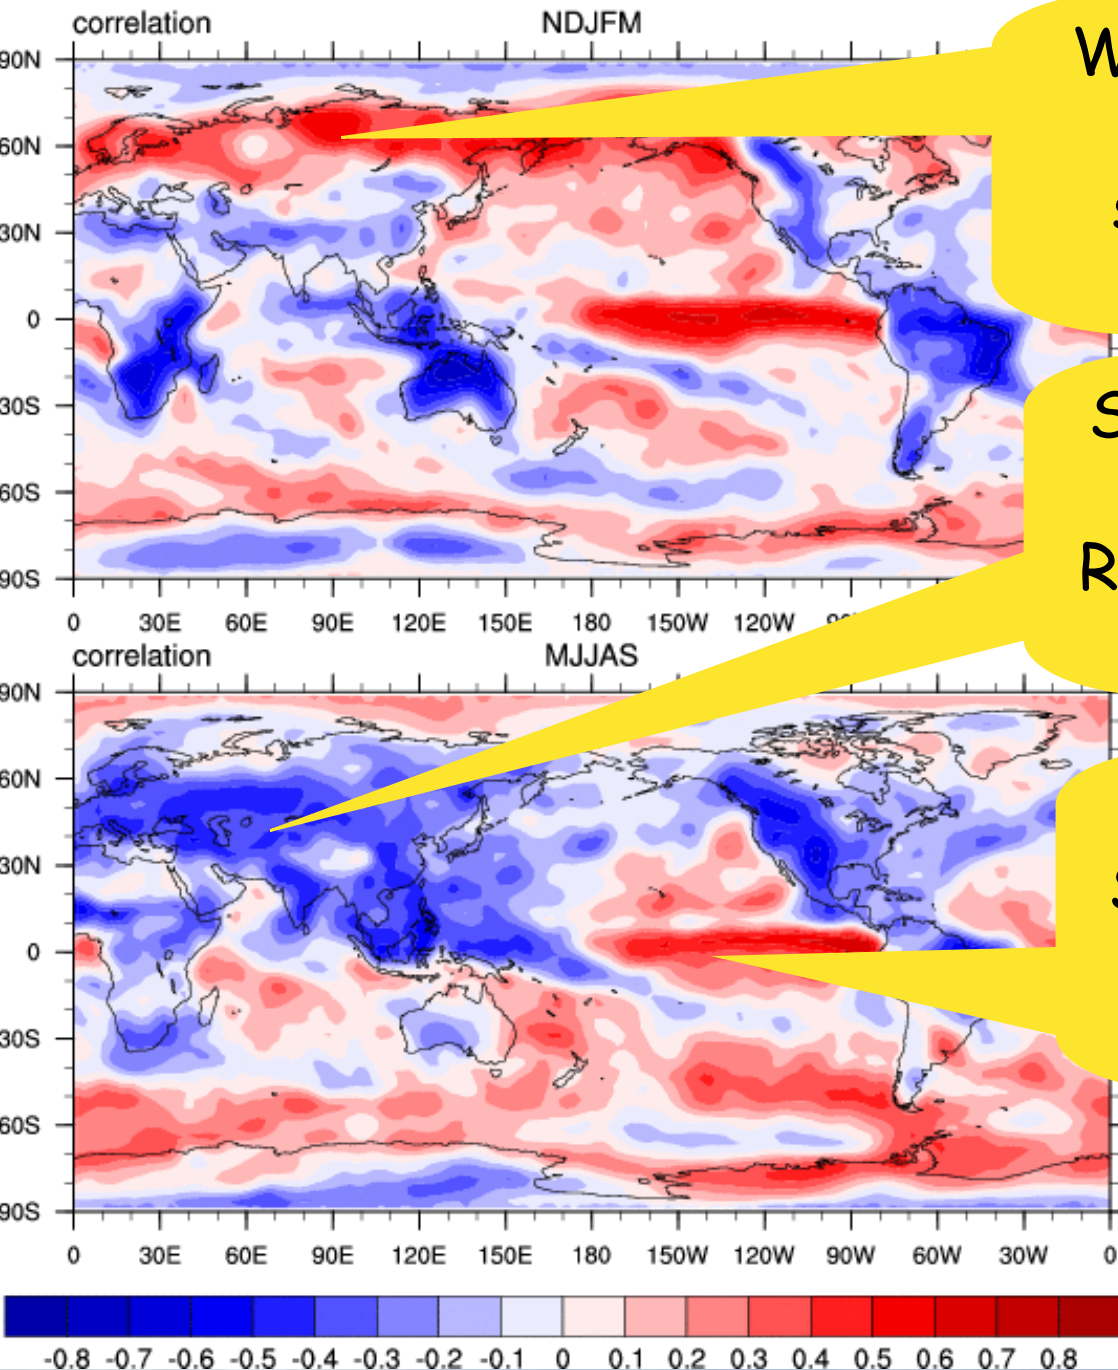 correlation NDJFM
90N
60N
30N
0
30S
60S
90S
0 30E 60E 90E 120E 150E 180 150W 120W
correlation MJJAS
90N
60N
30N
0
30S
60S
90S
0 30E 60E 90E 120E 150E 180 150W 120W 90W 60W 30W 0
-0.8 -0.7 -0.6 -0.5 -0.4 -0.3 -0.2 -0.1 0 0.1 0.2 0.3 0.4 0.5 0.6 0.7 0.8